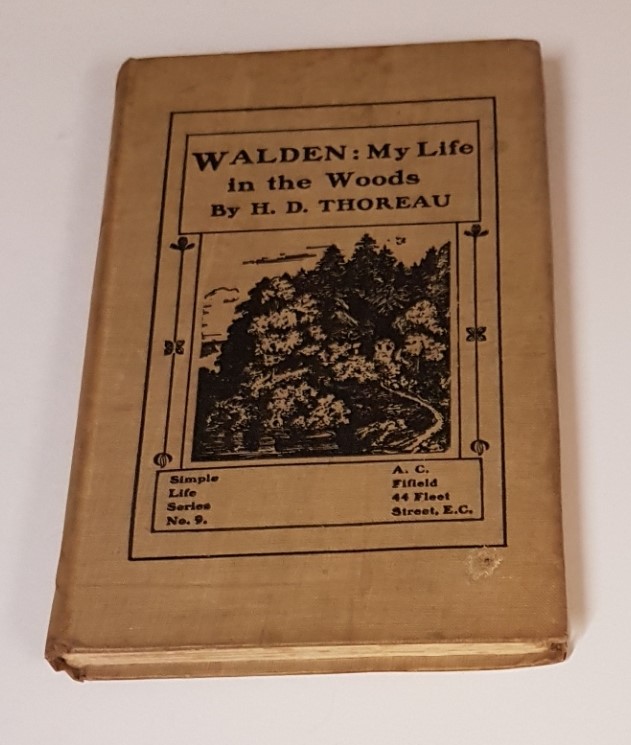 WALDEN: My Life
in the Woods
By H. D. THOREAU
Simple
Life
Series
No. 9.
A. C.
Fifield
44 Fleet
Street, E.C.